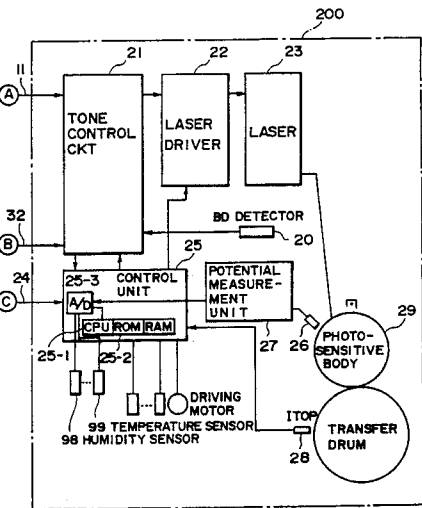 200
21
22
23
11
A
TONE
CONTROL
CKT
LASER
DRIVER
LASER
32
B
BD DETECTOR
20
24
25
C
25-3
CONTROL
UNIT
A/D
CPU ROM RAM
25-1
25-2
POTENTIAL
MEASURE-
MENT
UNIT
27
26
29
PHOTO-
SENSITIVE
BODY
DRIVING
MOTOR
99 TEMPERATURE SENSOR
98 HUMIDITY SENSOR
ITOP
28
TRANSFER
DRUM